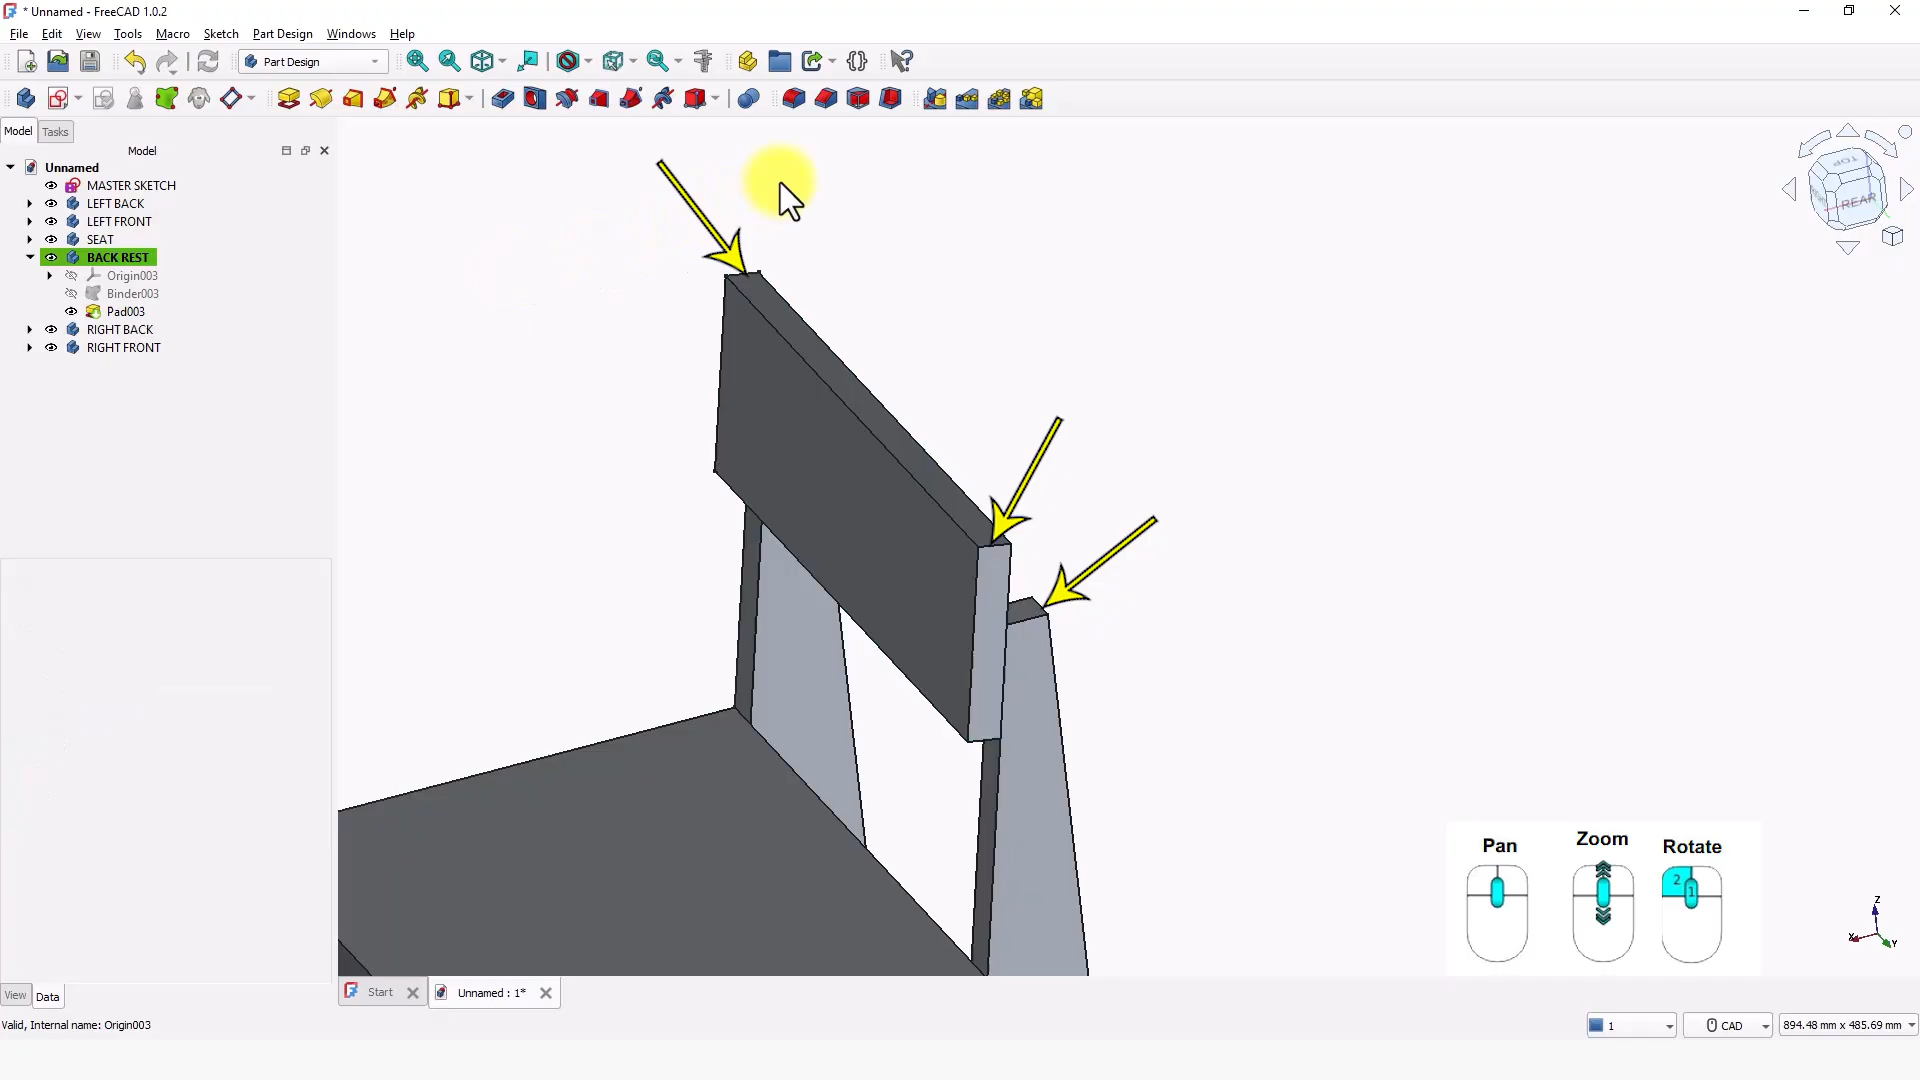 * Unnamed - FreeCAD 1.0.2
File Edit View Tools Macro Sketch Part Design Windows Help
Part Design
Model Tasks
Model
Unnamed
MASTER SKETCH
LEFT BACK
LEFT FRONT
SEAT
BACK REST
Origin003
Binder003
Pad003
RIGHT BACK
RIGHT FRONT
TOP
REAR
Pan Zoom Rotate
2 1
Z
X Y
View Data
Start Unnamed : 1*
Valid, Internal name: Origin003
1 CAD 894.48 mm x 485.69 mm